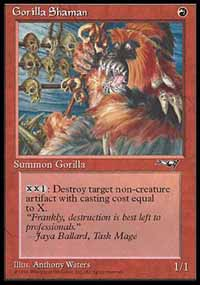 Gorilla Shaman
Summon Gorilla
XX1: Destroy target non-creature
artifact with casting cost equal
to X.
"Frankly, destruction is best left to
professionals."
—Jaya Ballard, Task Mage
Illus. Anthony Waters
1/1